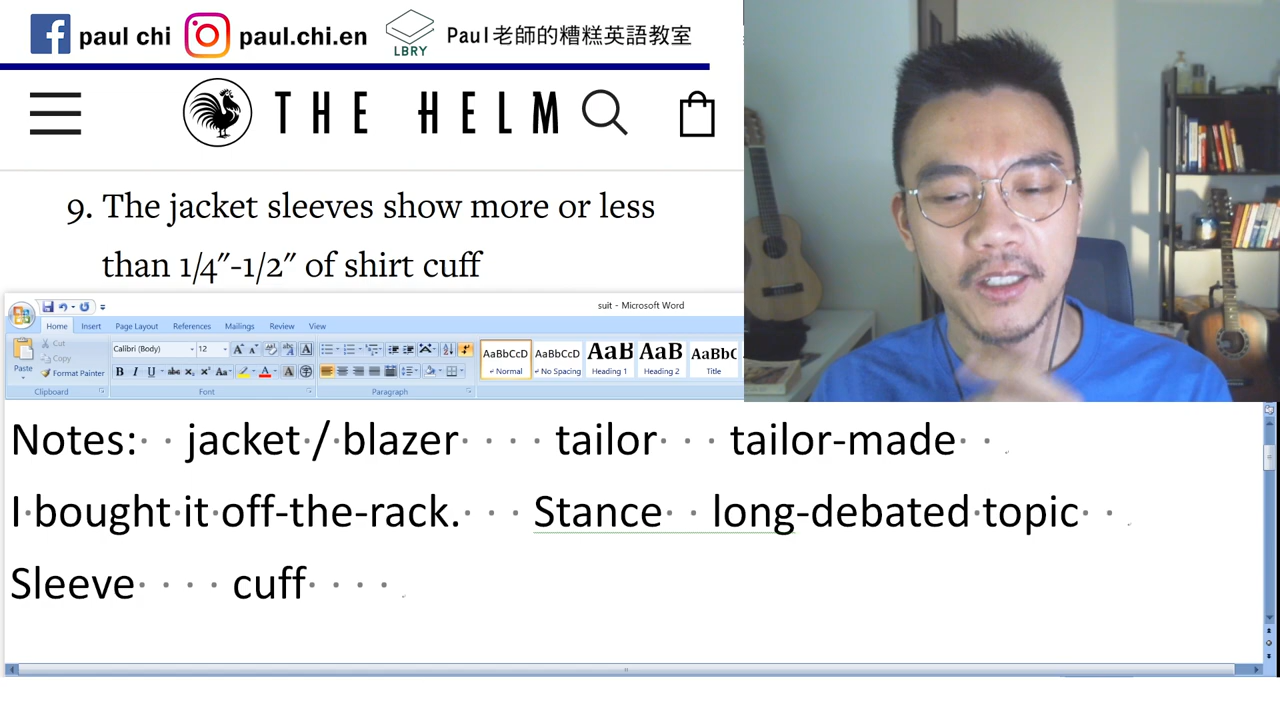 paul chi paul.chi.en LBRY Paul老師的糟糕英語教室
THE HELM
9. The jacket sleeves show more or less
than 1/4″-1/2″ of shirt cuff
suit - Microsoft Word
Home Insert Page Layout References Mailings Review View
Paste Cut Copy Format Painter
Calibri (Body) 12
AaBbCcD AaBbCcD AaB AaB AaBbC
Normal No Spacing Heading 1 Heading 2 Title
Clipboard Font Paragraph
Notes: jacket / blazer tailor tailor-made
I bought it off-the-rack. Stance long-debated topic
Sleeve cuff